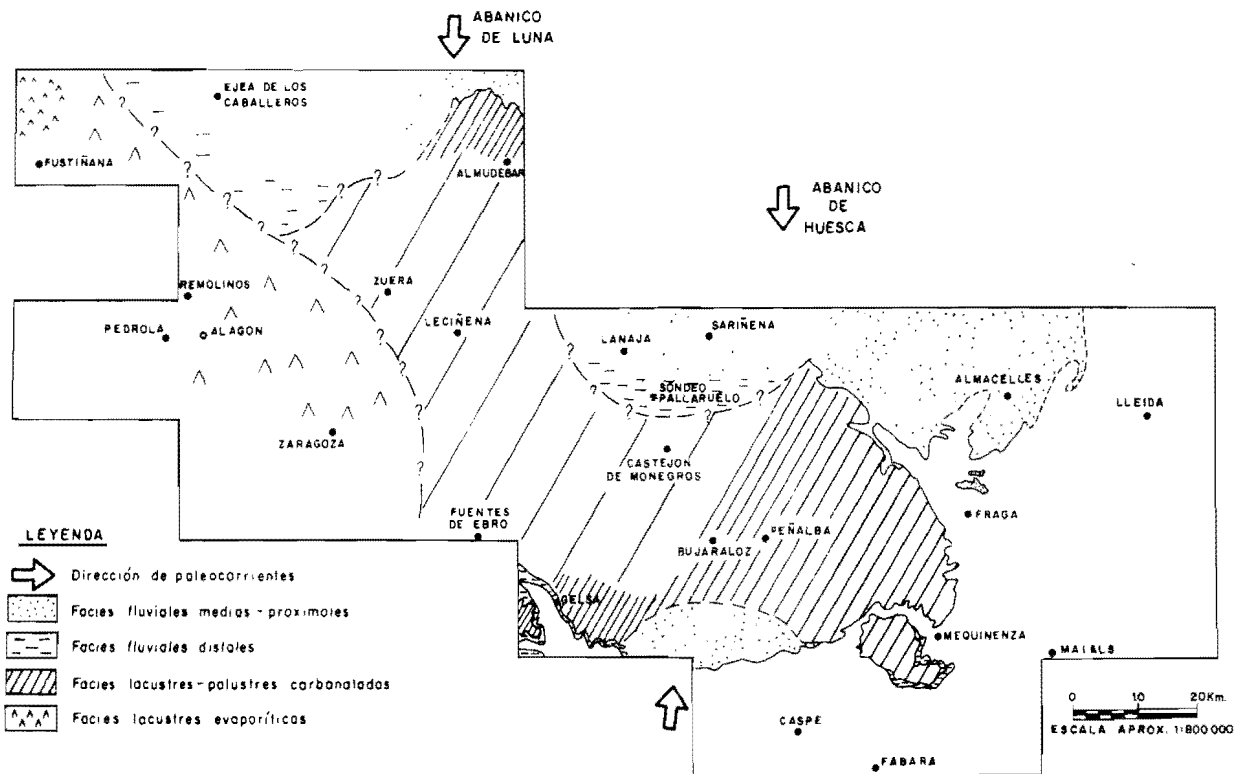 ABANICO
DE LUNA
EJEA DE LOS
CABALLEROS
FUSTIÑANA
ALMUDEBAR
ABANICO
DE
HUESCA
REMOLINOS
ZUERA
PEDROLA
ALAGON
LECIÑENA
LANAJA
SARIÑENA
SONDEO
PALLARUELO
ALMACELLES
LLEIDA
ZARAGOZA
CASTEJON
DE MONEGROS
FUENTES
DE EBRO
BUJARALOZ
PEÑALBA
FRAGA
GELSA
MEQUINENZA
MAIALS
CASPE
FABARA
LEYENDA
Dirección de paleocorrientes
Facies fluviales medias-proximales
Facies fluviales distales
Facies lacustres-palustres carbonatadas
Facies lacustres evaporíticas
0 10 20Km.
ESCALA APROX. 1:800000